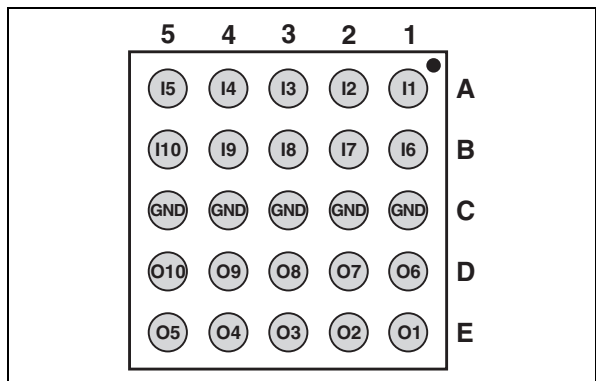 5 4 3 2 1
I5 I4 I3 I2 I1 A
I10 I9 I8 I7 I6 B
GND GND GND GND GND C
O10 O9 O8 O7 O6 D
O5 O4 O3 O2 O1 E